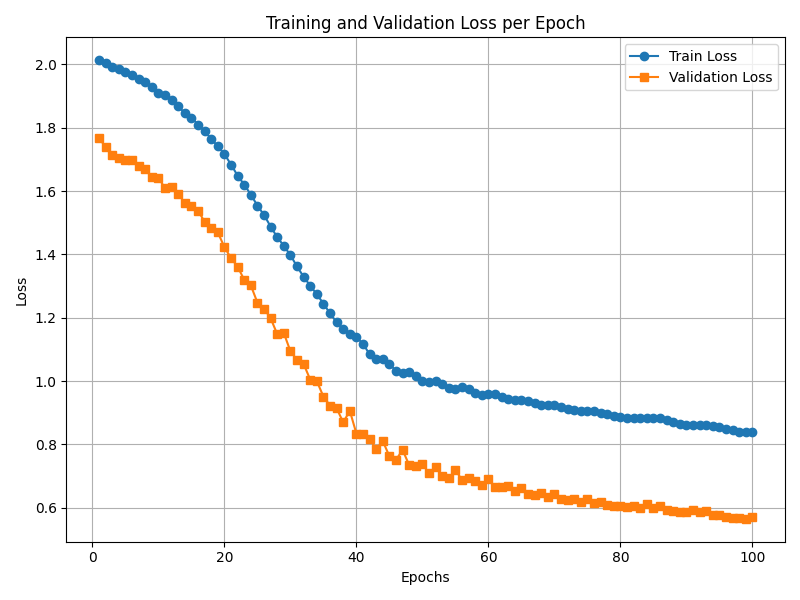 Training and Validation Loss per Epoch
Train Loss
Validation Loss
2.0
1.8
1.6
1.4
1.2
1.0
0.8
0.6
Loss
0 20 40 60 80 100
Epochs